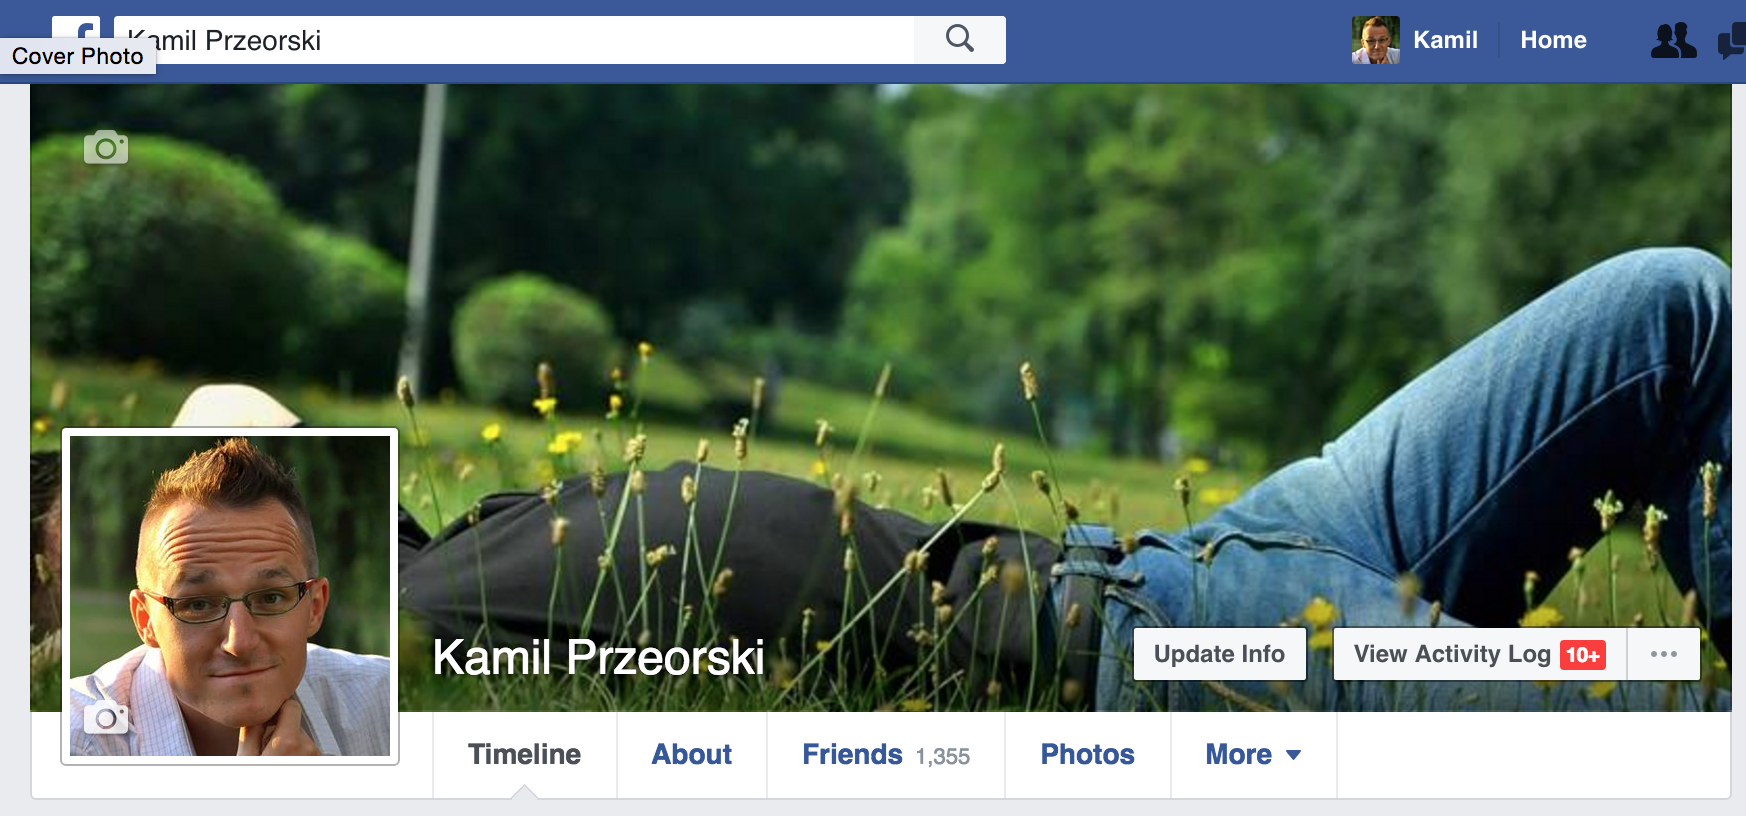 Kamil Przeorski
Kamil
Home
Cover Photo
Kamil Przeorski
Update Info
View Activity Log 10+
Timeline
About
Friends 1,355
Photos
More